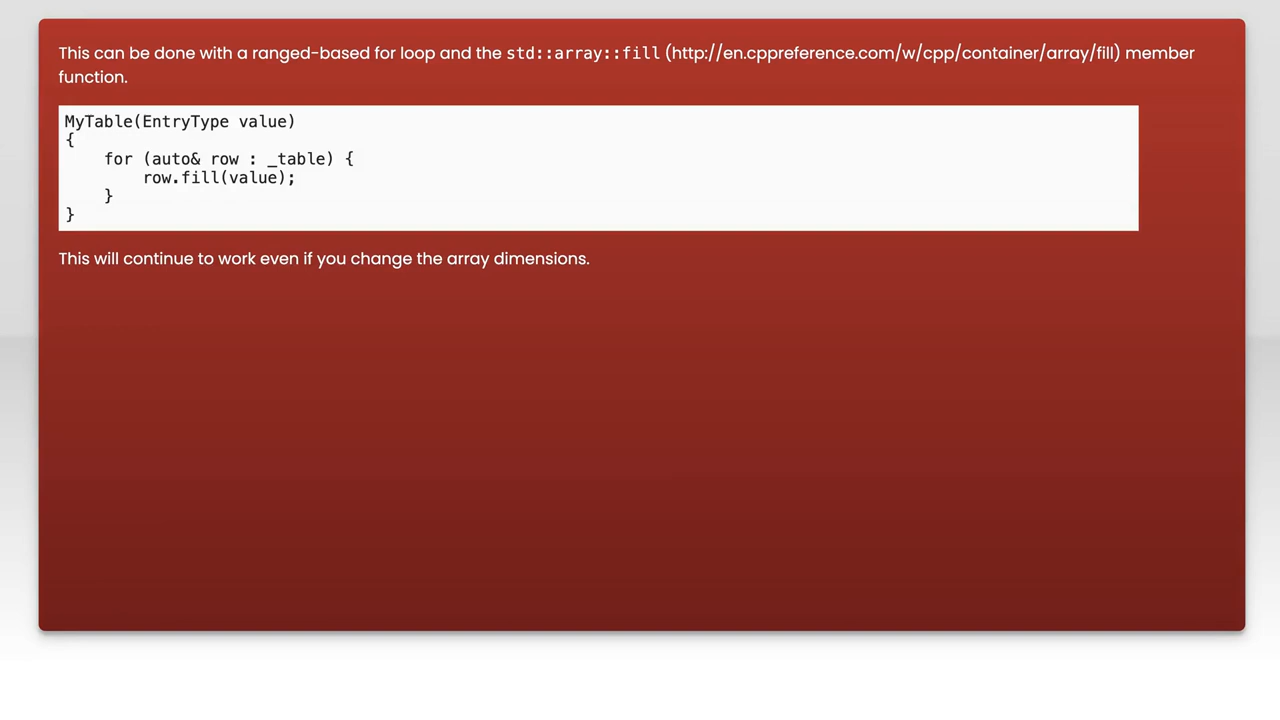 This can be done with a ranged-based for loop and the std::array::fill (http://en.cppreference.com/w/cpp/container/array/fill) member
function.
MyTable(EntryType value)
{
    for (auto& row : _table) {
        row.fill(value);
    }
}
This will continue to work even if you change the array dimensions.